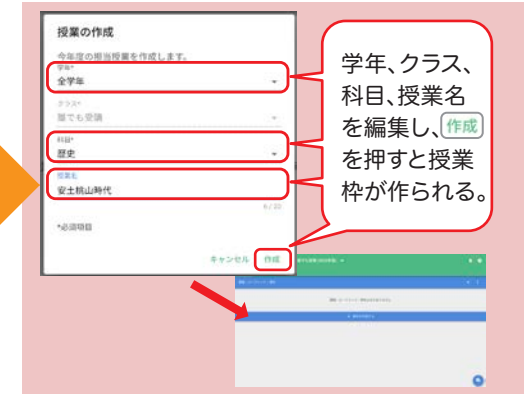 授業の作成
今年度の担当授業を作成します。
学年*
全学年
クラス*
誰でも受講
科目*
歴史
授業名
安土桃山時代
6 / 20
*必須項目
キャンセル 作成
学年、クラス、
科目、授業名
を編集し、作成
を押すと授業
枠が作られる。